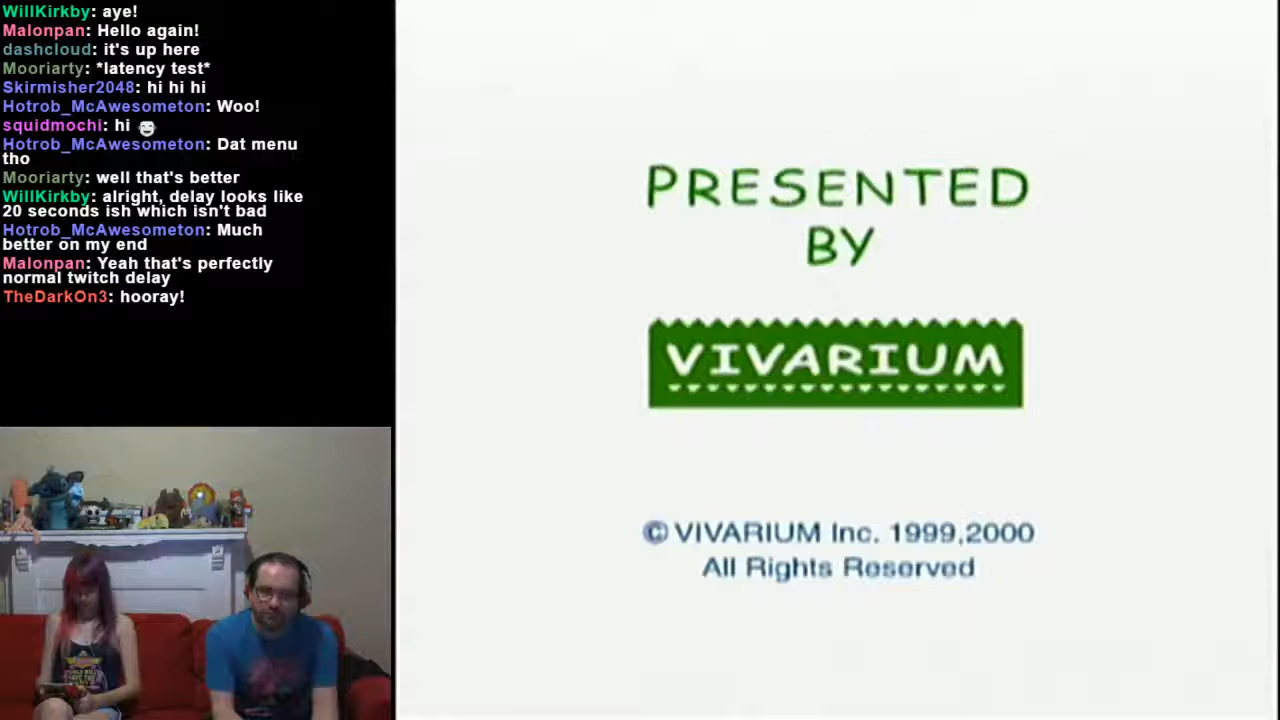 WillKirkby: aye!
Malonpan: Hello again!
dashcloud: it's up here
Mooriarty: *latency test*
Skirmisher2048: hi hi hi
Hotrob_McAwesometon: Woo!
squidmochi: hi
Hotrob_McAwesometon: Dat menu
tho
Mooriarty: well that's better
WillKirkby: alright, delay looks like
20 seconds ish which isn't bad
Hotrob_McAwesometon: Much
better on my end
Malonpan: Yeah that's perfectly
normal twitch delay
TheDarkOn3: hooray!
PRESENTED
BY
VIVARIUM
© VIVARIUM Inc. 1999,2000
All Rights Reserved